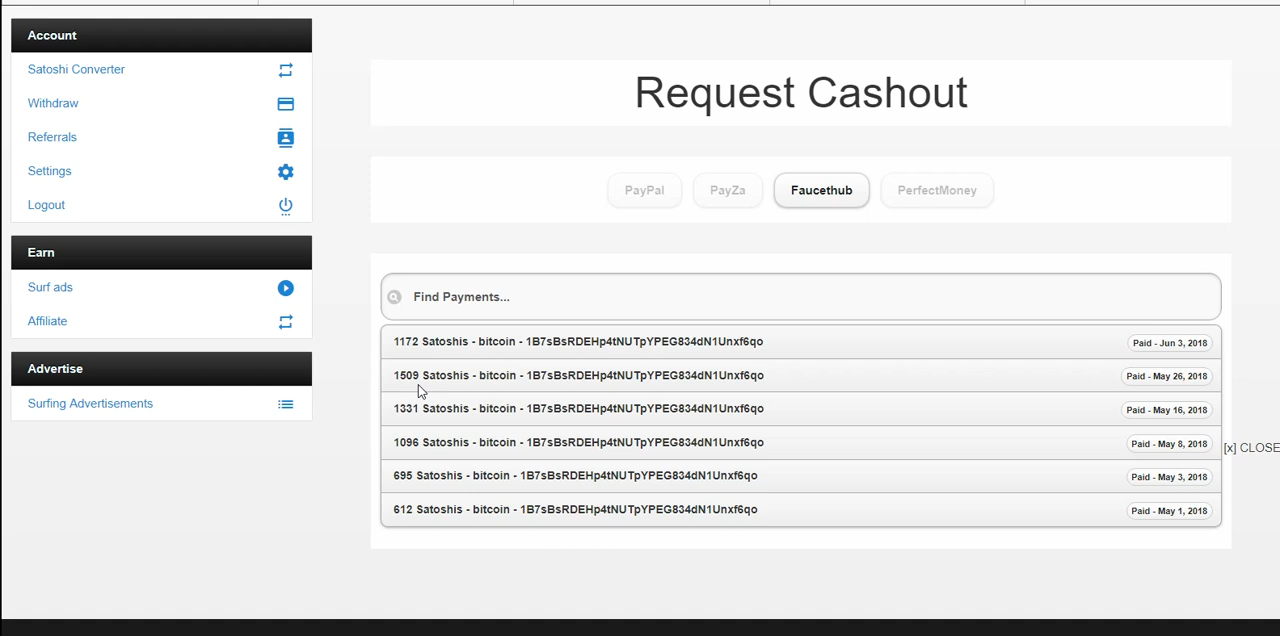 Account
Satoshi Converter
Withdraw
Referrals
Settings
Logout
Earn
Surf ads
Affiliate
Advertise
Surfing Advertisements
Request Cashout
PayPal PayZa Faucethub PerfectMoney
Find Payments...
1172 Satoshis - bitcoin - 1B7sBsRDEHp4tNUTpYPEG834dN1Unxf6qo Paid - Jun 3, 2018
1509 Satoshis - bitcoin - 1B7sBsRDEHp4tNUTpYPEG834dN1Unxf6qo Paid - May 26, 2018
1331 Satoshis - bitcoin - 1B7sBsRDEHp4tNUTpYPEG834dN1Unxf6qo Paid - May 16, 2018
1096 Satoshis - bitcoin - 1B7sBsRDEHp4tNUTpYPEG834dN1Unxf6qo Paid - May 8, 2018
[x] CLOSE
695 Satoshis - bitcoin - 1B7sBsRDEHp4tNUTpYPEG834dN1Unxf6qo Paid - May 3, 2018
612 Satoshis - bitcoin - 1B7sBsRDEHp4tNUTpYPEG834dN1Unxf6qo Paid - May 1, 2018